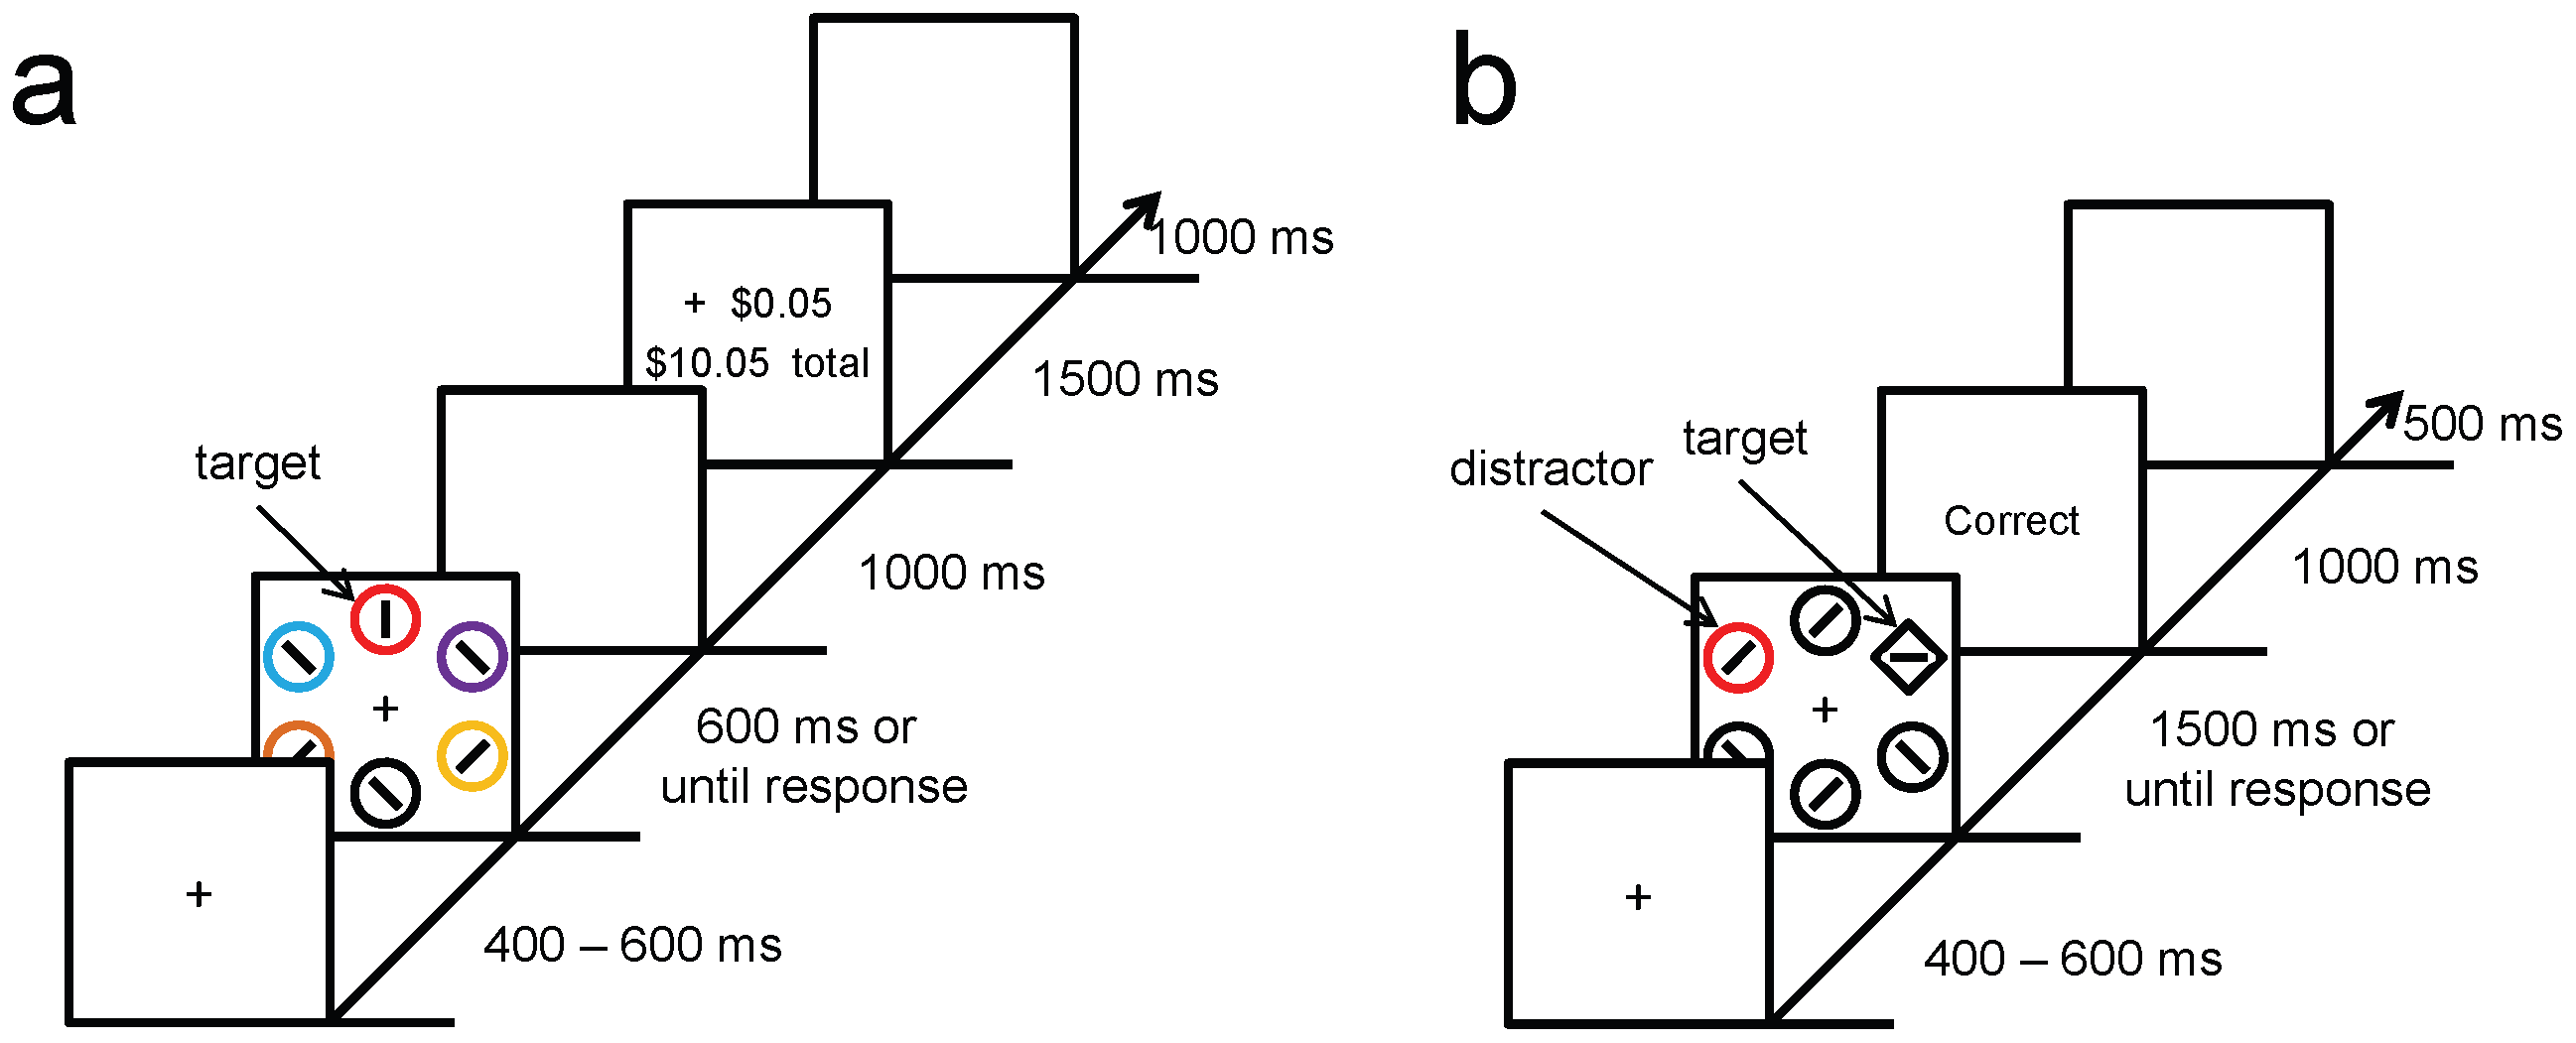 a
+ $0.05
$10.05 total
target
+
+
1000 ms
1500 ms
1000 ms
600 ms or
until response
400 – 600 ms
b
distractor
target
Correct
+
+
500 ms
1000 ms
1500 ms or
until response
400 – 600 ms